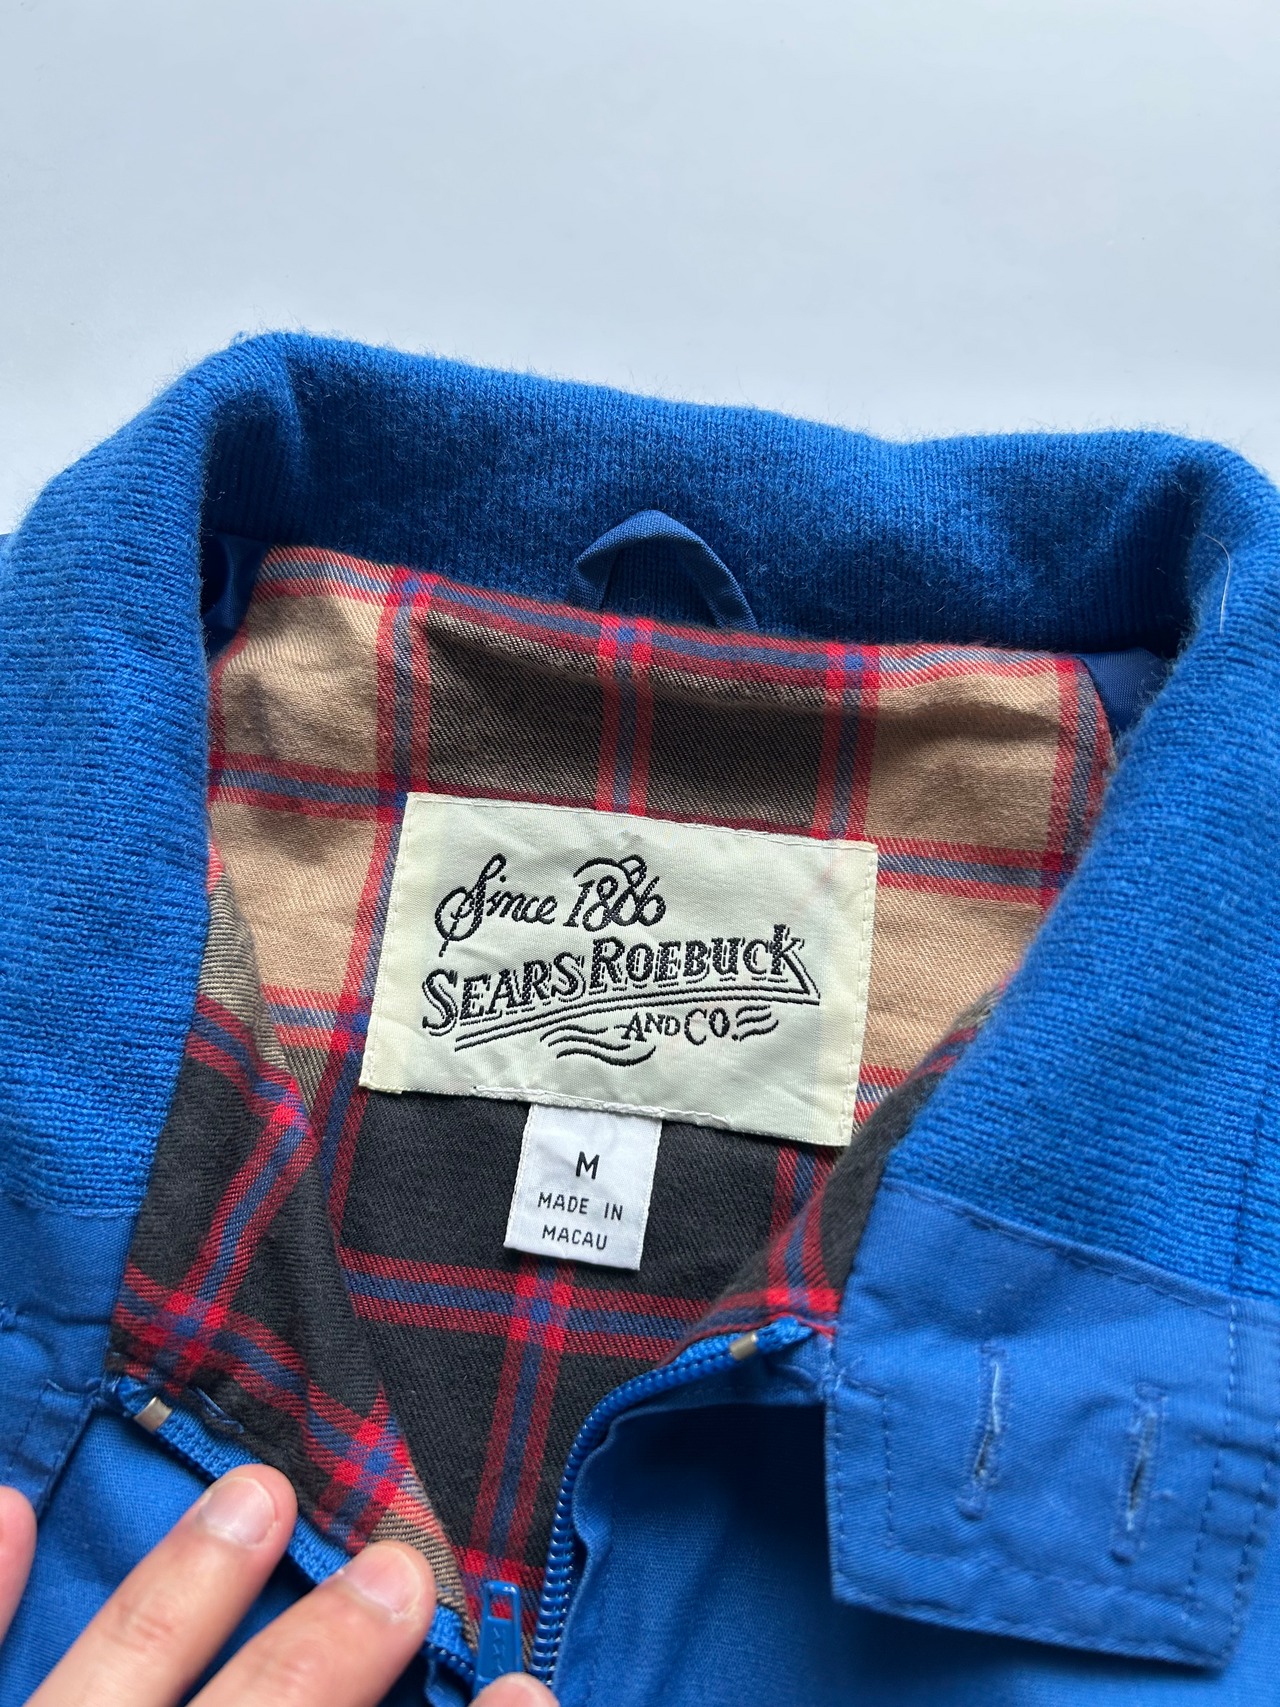 Since 1886
SEARS ROEBUCK
AND CO.
M
MADE IN
MACAU